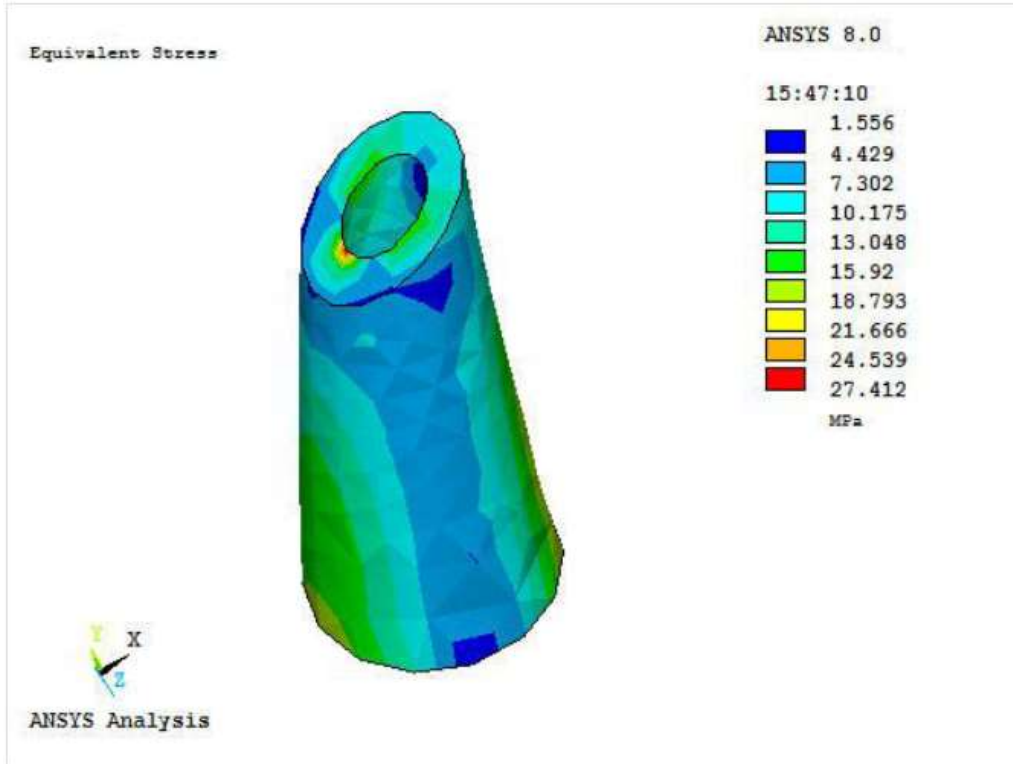 Equivalent Stress
ANSYS 8.0
15:47:10
1.556
4.429
7.302
10.175
13.048
15.92
18.793
21.666
24.539
27.412
MPa
Y
X
Z
ANSYS Analysis